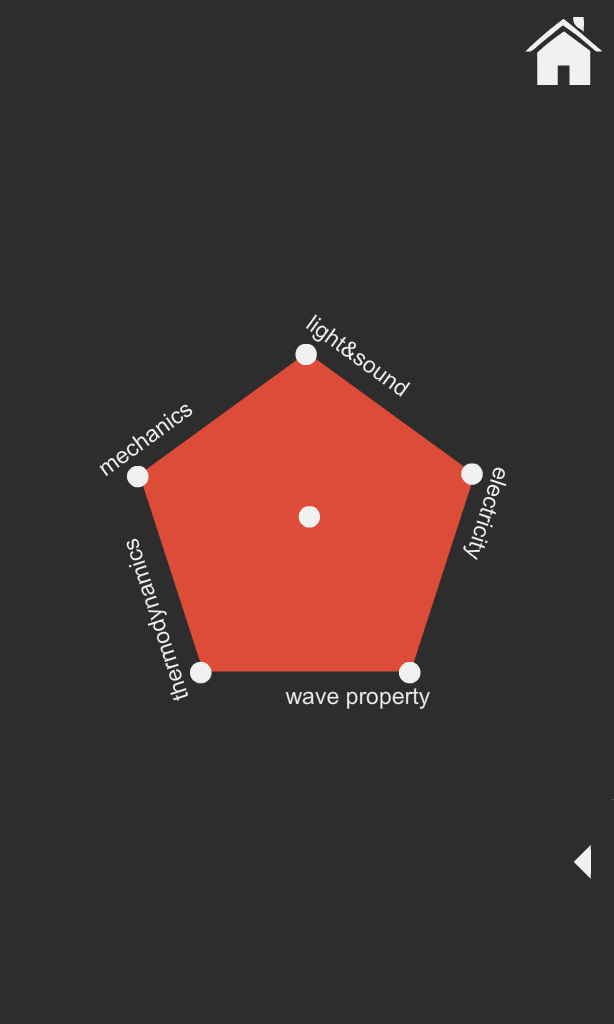 light&sound
mechanics
electricity
thermodynamics
wave property